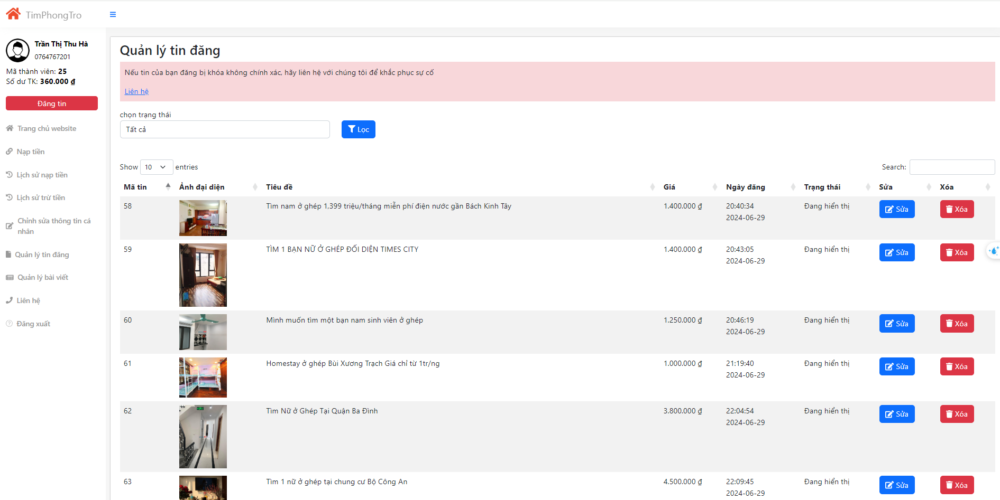 TimPhongTro
Trần Thị Thu Hà
0764767201
Mã thành viên: 25
Số dư TK: 360.000 ₫
Đăng tin
Trang chủ website
Nạp tiền
Lịch sử nạp tiền
Lịch sử trừ tiền
Chỉnh sửa thông tin cá
nhân
Quản lý tin đăng
Quản lý bài viết
Liên hệ
Đăng xuất
Quản lý tin đăng
Nếu tin của bạn đăng bị khóa không chính xác, hãy liên hệ với chúng tôi để khắc phục sự cố
Liên hệ
chọn trạng thái
Tất cả
Lọc
Show 10 entries
Search:
Mã tin Ảnh đại diện Tiêu đề Giá Ngày đăng Trạng thái Sửa Xóa
58 Tìm nam ở ghép 1,399 triệu/tháng miễn phí điện nước gần Bách Kinh Tây 1.400.000 ₫ 20:40:34 Đang hiển thị Sửa Xóa
2024-06-29
59 TÌM 1 BẠN NỮ Ở GHÉP ĐỐI DIỆN TIMES CITY 1.400.000 ₫ 20:43:05 Đang hiển thị Sửa Xóa
2024-06-29
60 Mình muốn tìm một bạn nam sinh viên ở ghép 1.250.000 ₫ 20:46:19 Đang hiển thị Sửa Xóa
2024-06-29
61 Homestay ở ghép Bùi Xương Trạch Giá chỉ từ 1tr/ng 1.000.000 ₫ 21:19:40 Đang hiển thị Sửa Xóa
2024-06-29
62 Tìm Nữ ở Ghép Tại Quận Ba Đình 3.800.000 ₫ 22:04:54 Đang hiển thị Sửa Xóa
2024-06-29
63 Tìm 1 nữ ở ghép tại chung cư Bộ Công An 4.500.000 ₫ 22:09:45 Đang hiển thị Sửa Xóa
2024-06-29